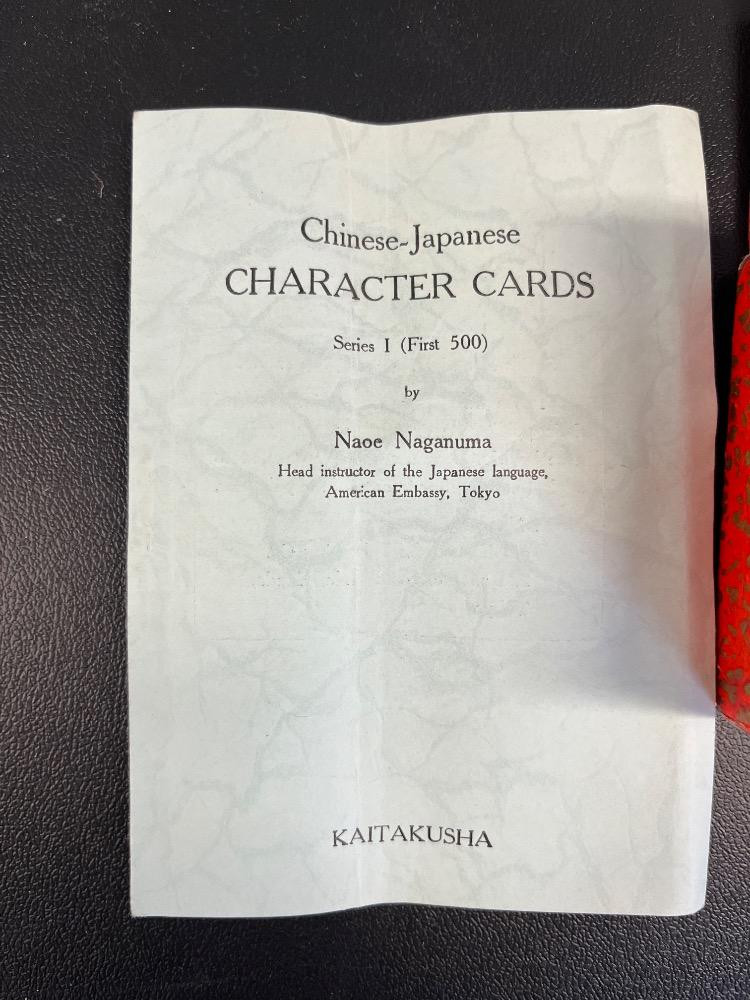 Chinese-Japanese
CHARACTER CARDS
Series I (First 500)
by
Naoe Naganuma
Head instructor of the Japanese language,
American Embassy, Tokyo
KAITAKUSHA